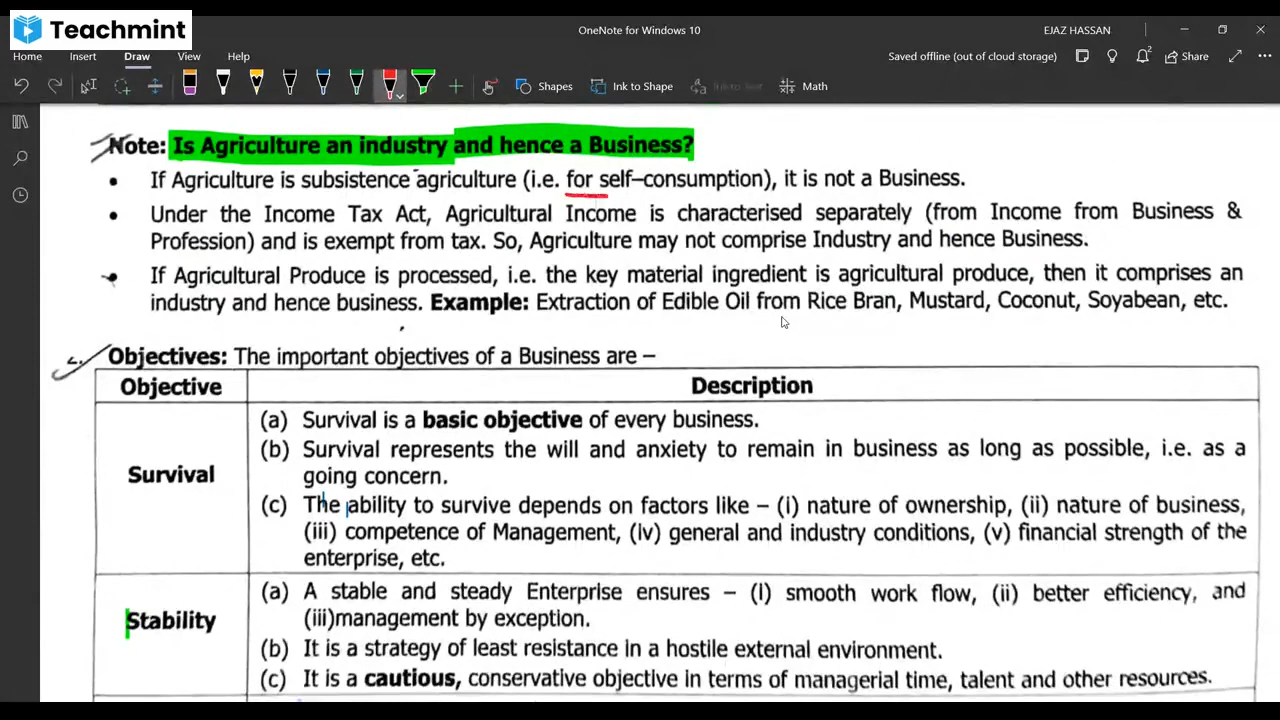 Teachmint
OneNote for Windows 10
EJAZ HASSAN
Home Insert Draw View Help
Saved offline (out of cloud storage)
Share
Shapes
Ink to Shape
Ink to Text
Math
Note: Is Agriculture an industry and hence a Business?
• If Agriculture is subsistence agriculture (i.e. for self–consumption), it is not a Business.
• Under the Income Tax Act, Agricultural Income is characterised separately (from Income from Business &
Profession) and is exempt from tax. So, Agriculture may not comprise Industry and hence Business.
• If Agricultural Produce is processed, i.e. the key material ingredient is agricultural produce, then it comprises an
industry and hence business. Example: Extraction of Edible Oil from Rice Bran, Mustard, Coconut, Soyabean, etc.
Objectives: The important objectives of a Business are –
Objective Description
Survival
(a) Survival is a basic objective of every business.
(b) Survival represents the will and anxiety to remain in business as long as possible, i.e. as a
going concern.
(c) The ability to survive depends on factors like – (i) nature of ownership, (ii) nature of business,
(iii) competence of Management, (iv) general and industry conditions, (v) financial strength of the
enterprise, etc.
Stability
(a) A stable and steady Enterprise ensures – (i) smooth work flow, (ii) better efficiency, and
(iii)management by exception.
(b) It is a strategy of least resistance in a hostile external environment.
(c) It is a cautious, conservative objective in terms of managerial time, talent and other resources.